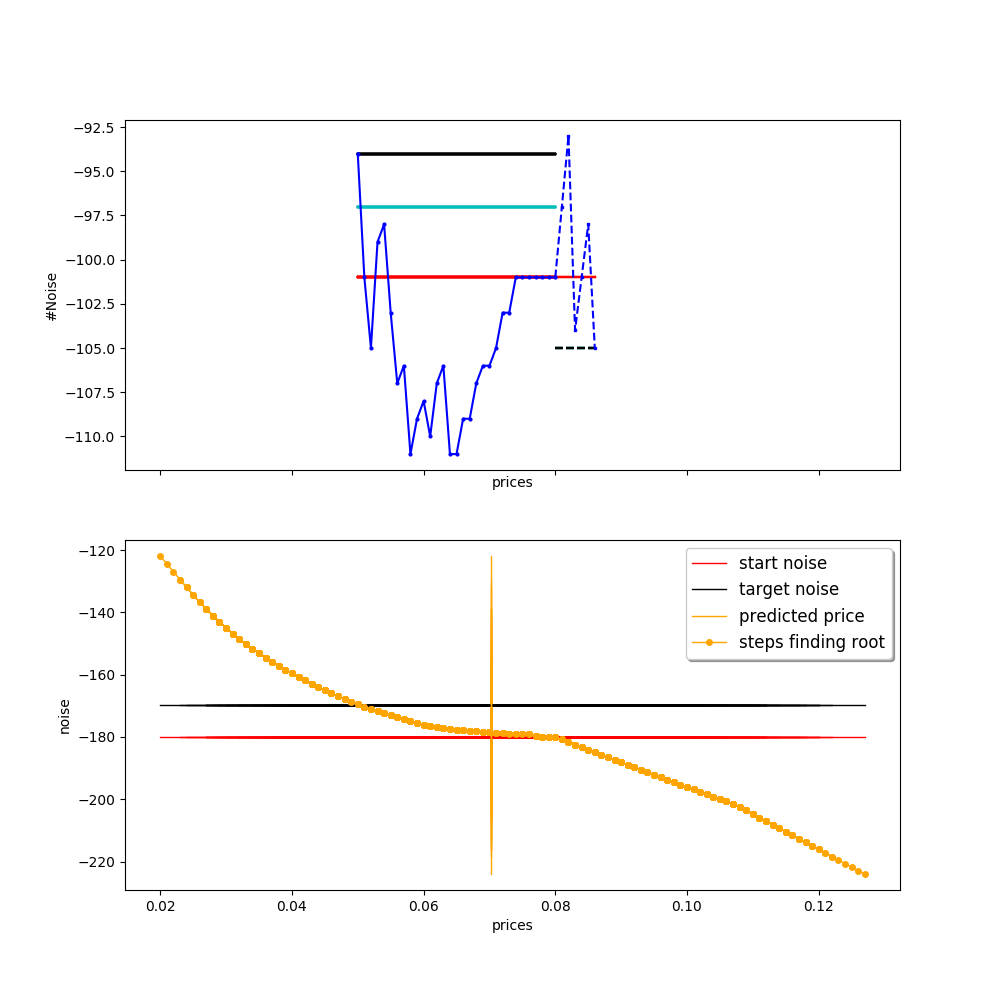 −92.5
−95.0
−97.5
−100.0
−102.5
−105.0
−107.5
−110.0
#Noise
prices
−120
−140
−160
−180
−200
−220
noise
start noise
target noise
predicted price
steps finding root
0.02 0.04 0.06 0.08 0.10 0.12
prices